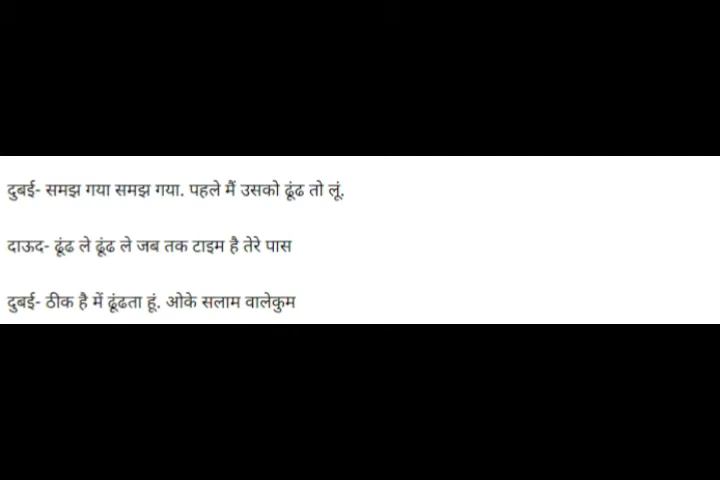 दुबई- समझ गया समझ गया. पहले मैं उसको ढूंढ तो लूं.
दाऊद- ढूंढ ले ढूंढ ले जब तक टाइम है तेरे पास
दुबई- ठीक है में ढूंढता हूं. ओके सलाम वालेकुम